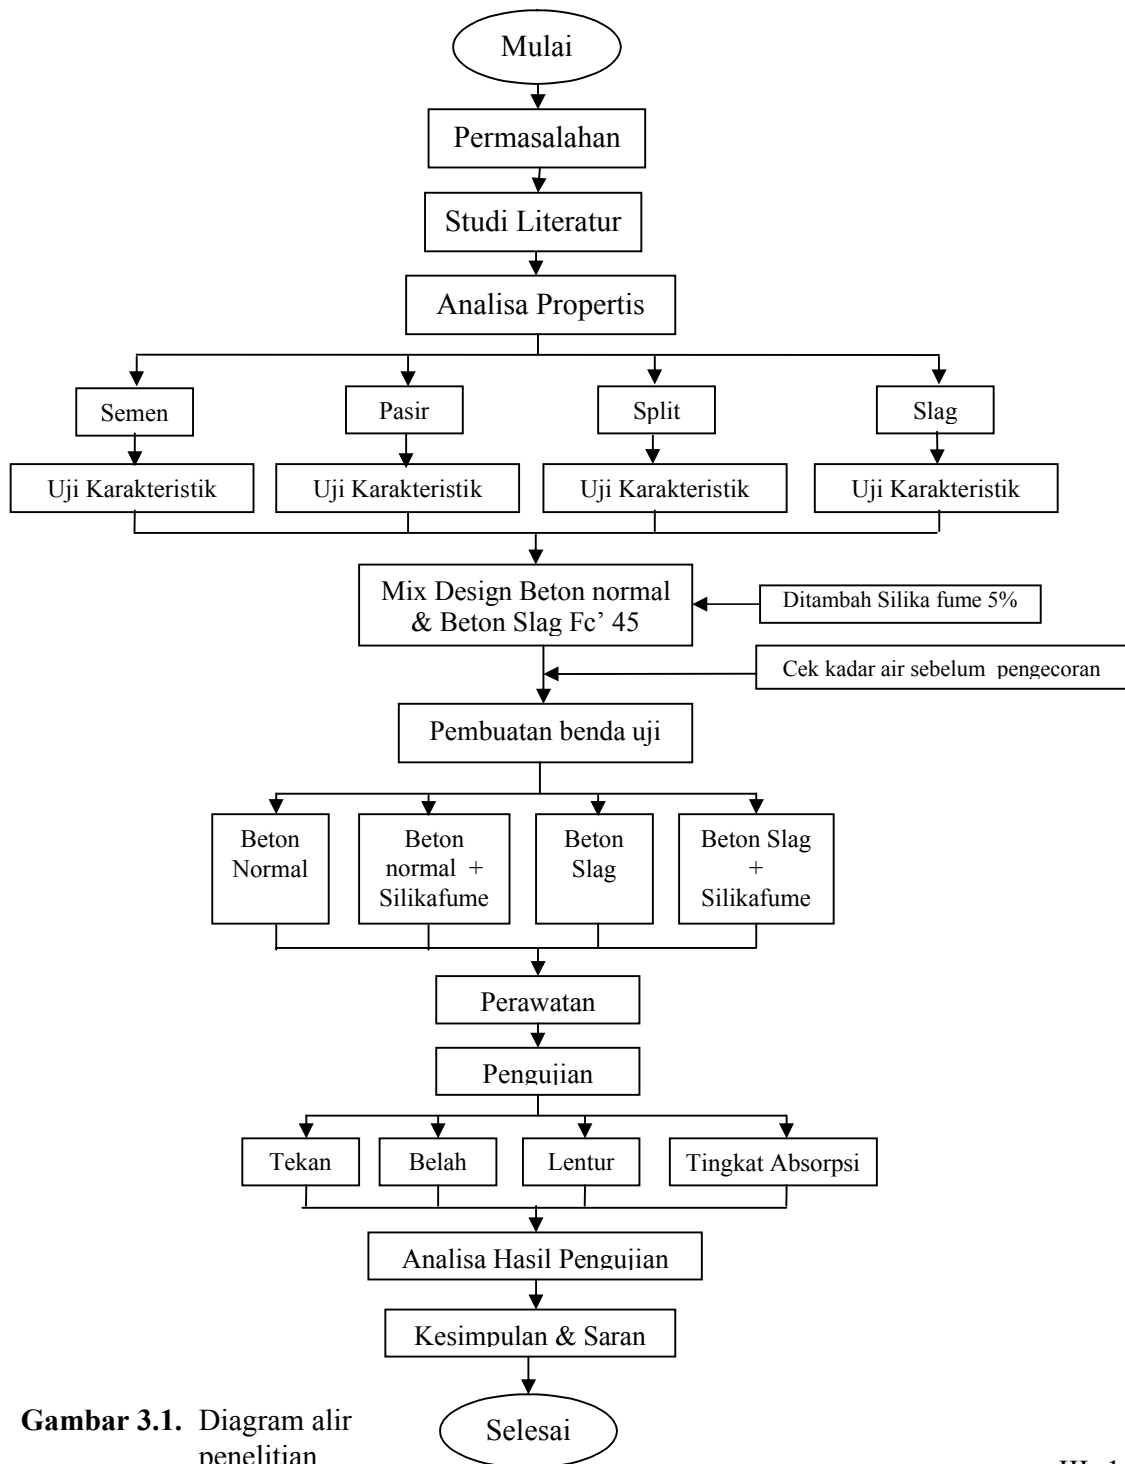 Mulai
Permasalahan
Studi Literatur
Analisa Propertis
Semen
Pasir
Split
Slag
Uji Karakteristik
Uji Karakteristik
Uji Karakteristik
Uji Karakteristik
Mix Design Beton normal
& Beton Slag Fc’ 45
Ditambah Silika fume 5%
Cek kadar air sebelum pengecoran
Pembuatan benda uji
Beton
Normal
Beton
normal +
Silikafume
Beton
Slag
Beton Slag
+
Silikafume
Perawatan
Pengujian
Tekan
Belah
Lentur
Tingkat Absorpsi
Analisa Hasil Pengujian
Kesimpulan & Saran
Selesai
Gambar 3.1. Diagram alir
penelitian
III- 1